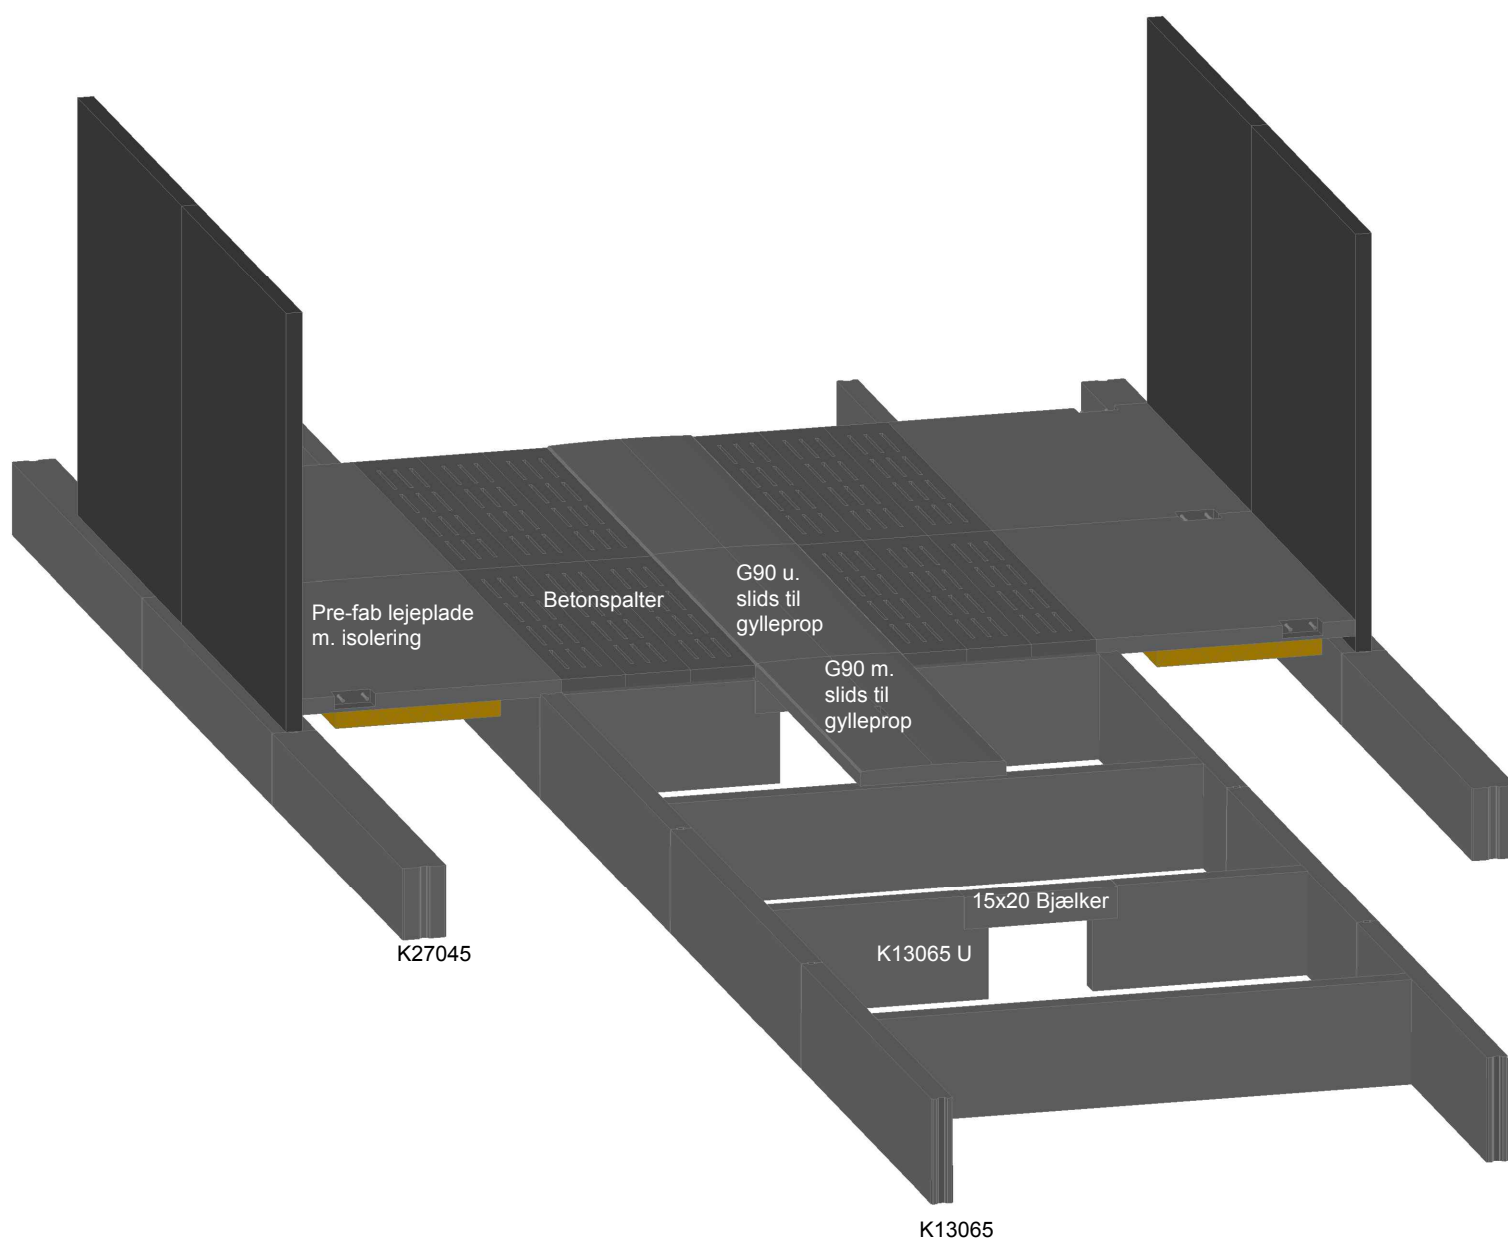 Pre-fab lejeplade
m. isolering
Betonspalter
G90 u.
slids til
gylleprop
G90 m.
slids til
gylleprop
15x20 Bjælker
K13065 U
K27045
K13065